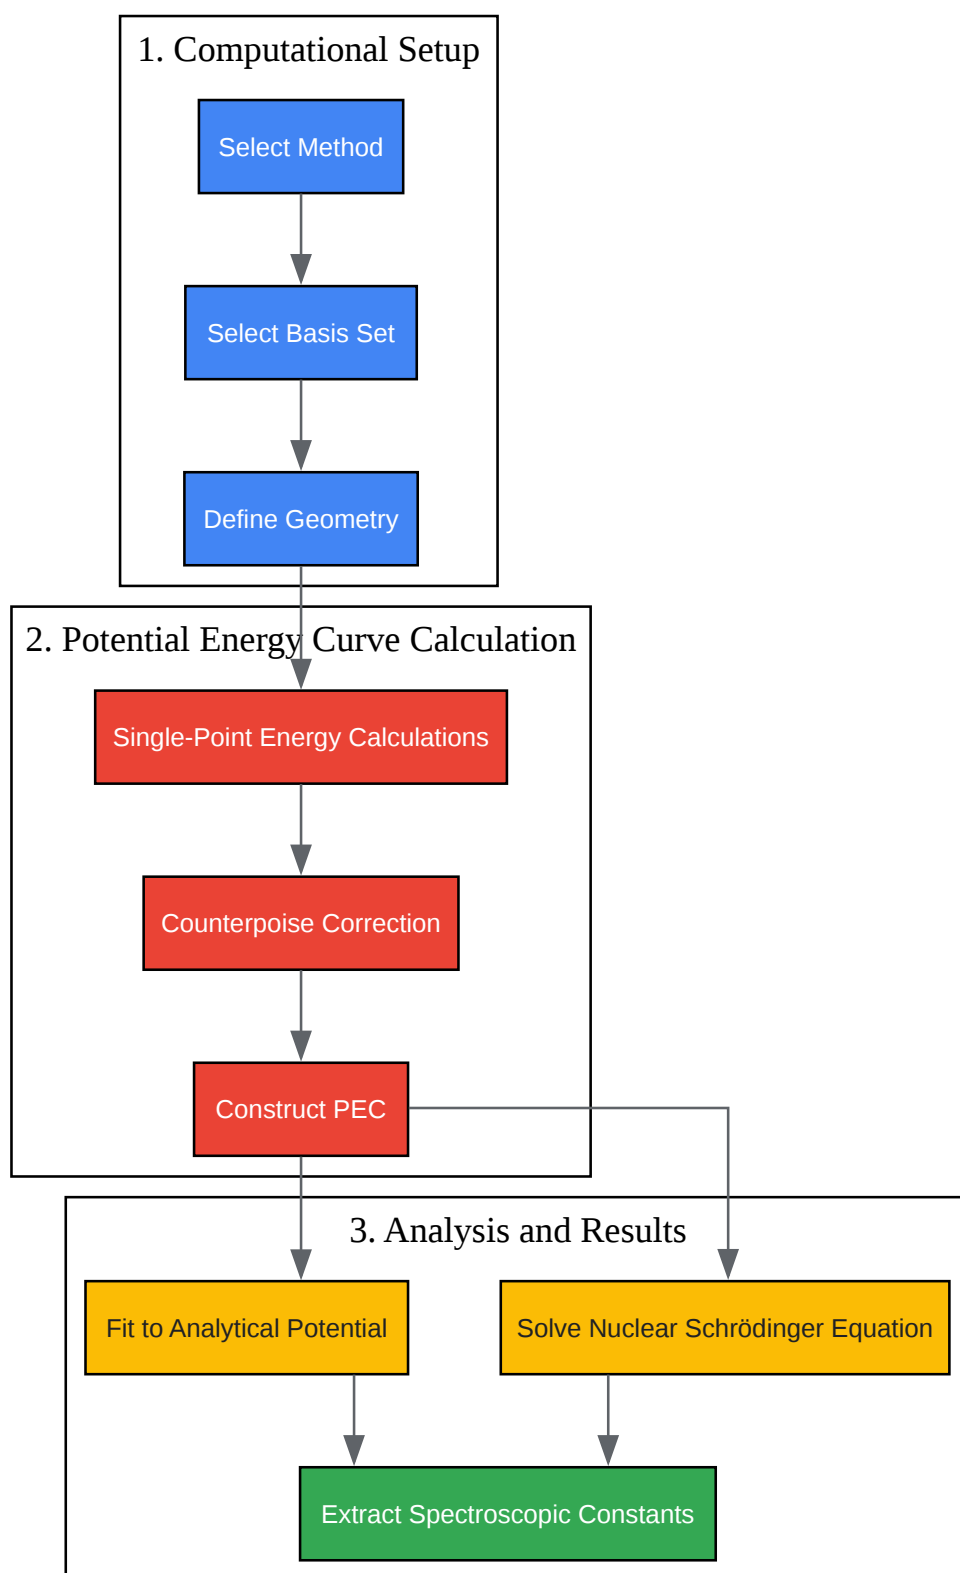 1. Computational Setup
Select Method
Select Basis Set
Define Geometry
2. Potential Energy Curve Calculation
Single-Point Energy Calculations
Counterpoise Correction
Construct PEC
3. Analysis and Results
Fit to Analytical Potential
Solve Nuclear Schrödinger Equation
Extract Spectroscopic Constants